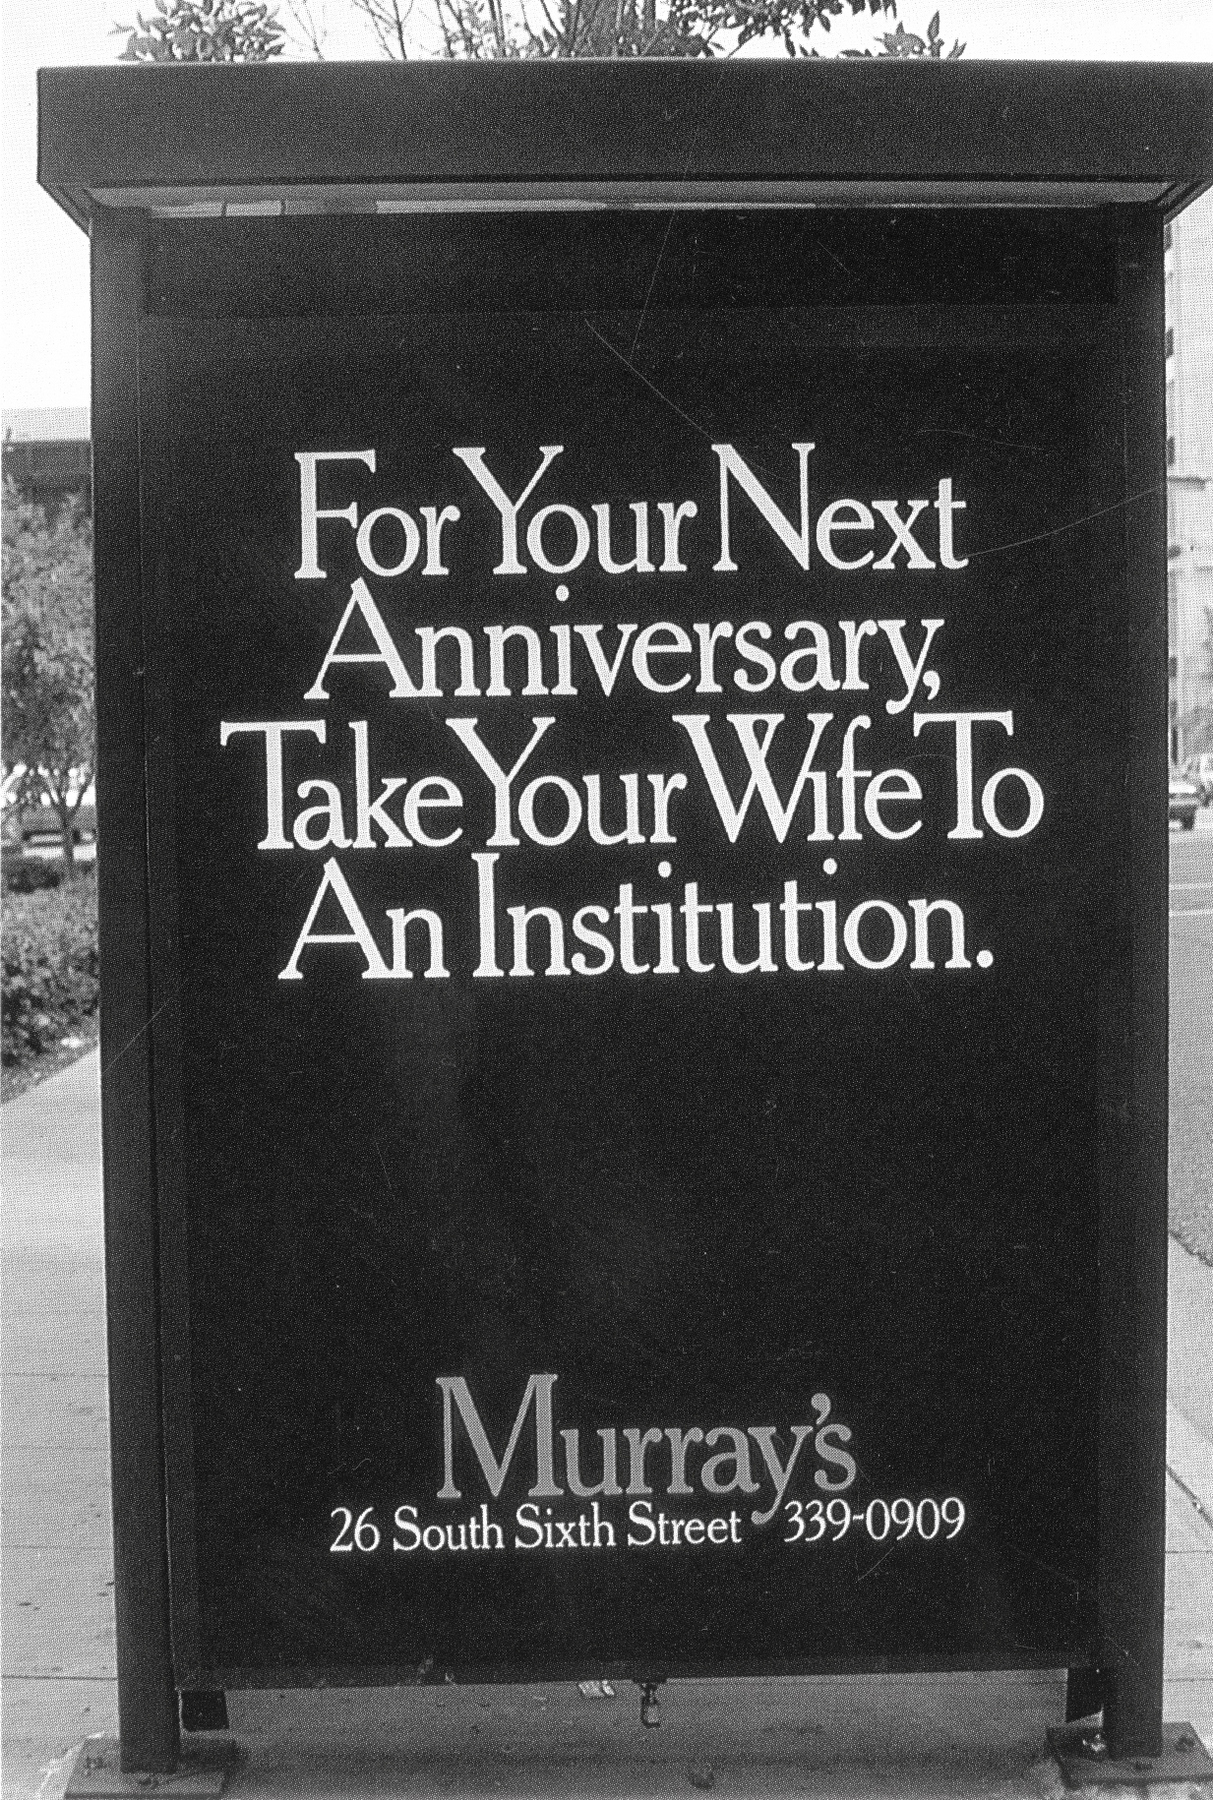 For Your Next
Anniversary,
Take Your Wife To
An Institution.
Murray's
26 South Sixth Street 339-0909